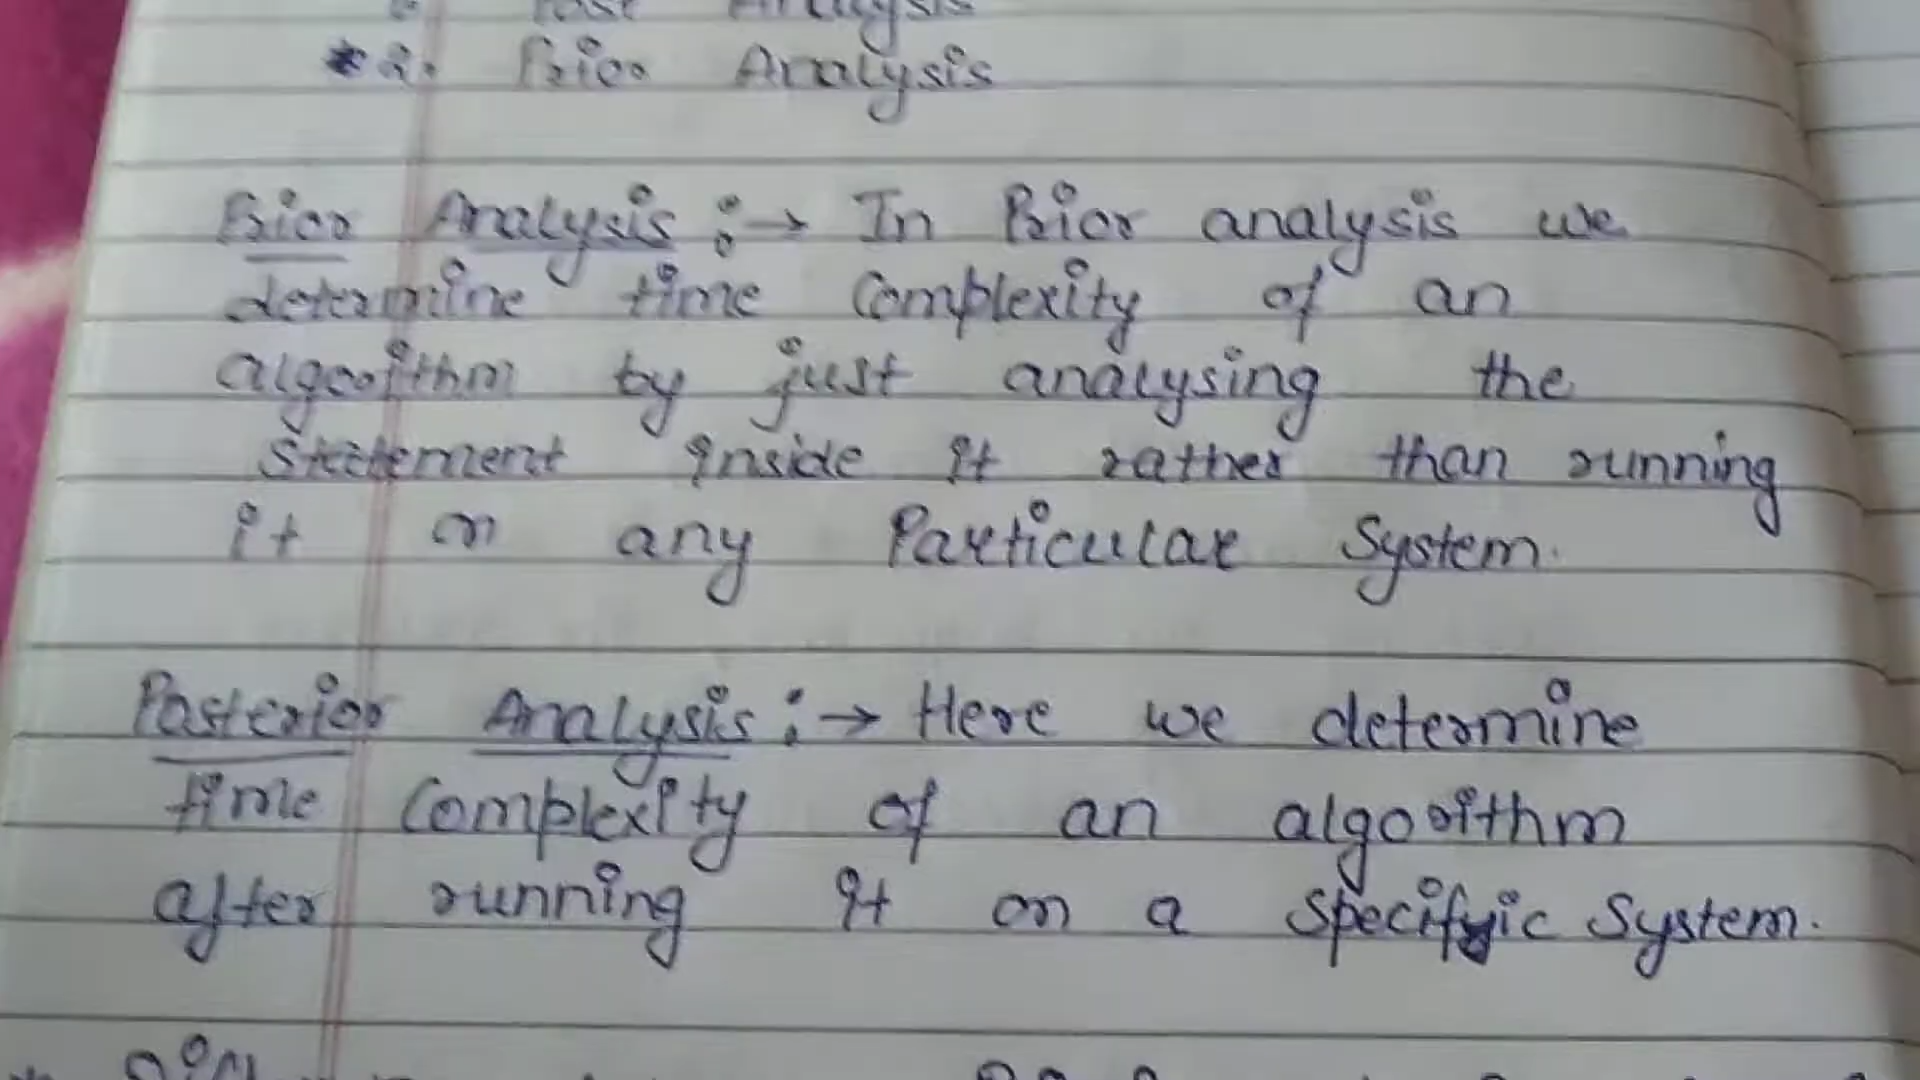 Analysis
* 2. Prior Analysis
Prior Analysis :→ In Prior analysis we
determine time Complexity of an
algorithm by just analysing the
Statement inside it rather than running
it on any Particular System.
Posterior Analysis :→ Here we determine
time Complexity of an algorithm
after running it on a Specifyic System.